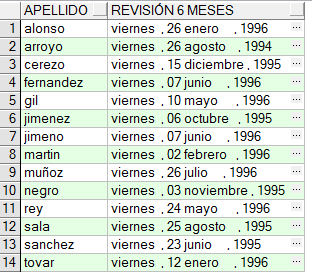 APELLIDO REVISIÓN 6 MESES
1 alonso viernes , 26 enero , 1996 ...
2 arroyo viernes , 26 agosto , 1994 ...
3 cerezo viernes , 15 diciembre , 1995 ...
4 fernandez viernes , 07 junio , 1996 ...
5 gil viernes , 10 mayo , 1996 ...
6 jimenez viernes , 06 octubre , 1995 ...
7 jimeno viernes , 07 junio , 1996 ...
8 martin viernes , 02 febrero , 1996 ...
9 muñoz viernes , 26 julio , 1996 ...
10 negro viernes , 03 noviembre , 1995 ...
11 rey viernes , 24 mayo , 1996 ...
12 sala viernes , 25 agosto , 1995 ...
13 sanchez viernes , 23 junio , 1995 ...
14 tovar viernes , 12 enero , 1996 ...